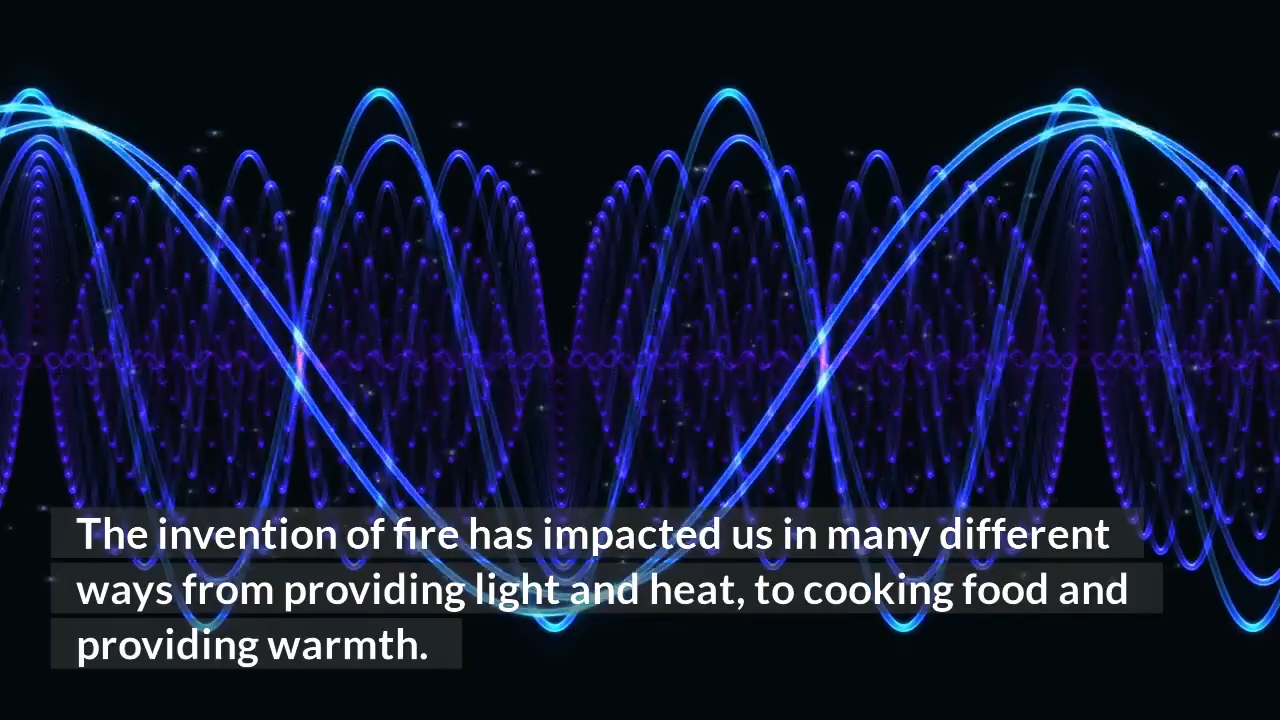 The invention of fire has impacted us in many different
ways from providing light and heat, to cooking food and
providing warmth.